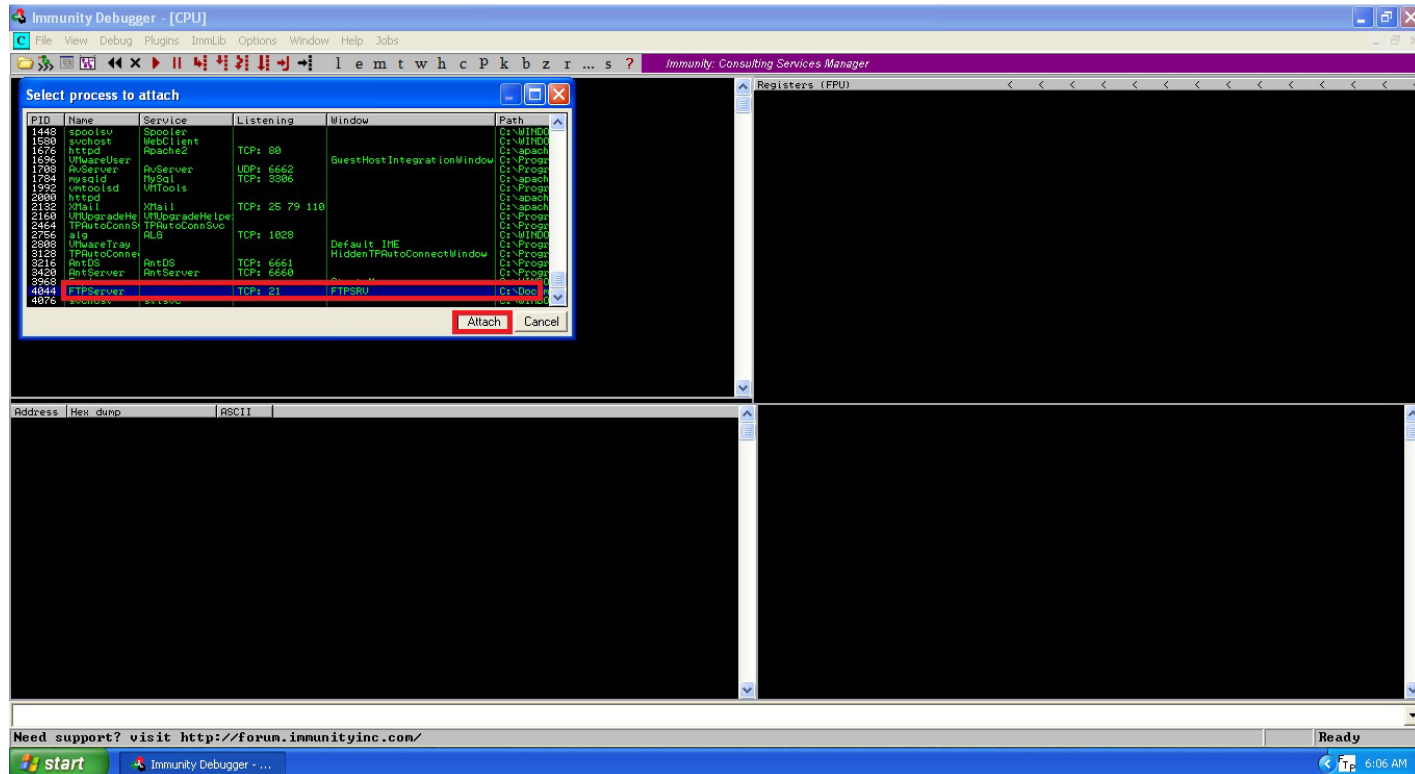 Immunity Debugger - [CPU]
C File View Debug Plugins ImmLib Options Window Help Jobs
l e m t w h c P k b z r ... s ? Immunity: Consulting Services Manager
Select process to attach
PID Name Service Listening Window Path
1448 spoolsv Spooler C:\WINDO
1580 svchost WebClient C:\WINDO
1676 httpd Apache2 TCP: 80 C:\apach
1696 VMwareUser GuestHostIntegrationWindow C:\Progr
1708 AvServer AvServer UDP: 6662 C:\Progr
1784 mysqld MySql TCP: 3306 C:\apach
1992 vmtoolsd VMTools C:\Progr
2000 httpd C:\apach
2132 XMail XMail TCP: 25 79 110 C:\apach
2160 VMUpgradeHe VMUpgradeHelpe C:\Progr
2464 TPAutoConnS TPAutoConnSvc C:\Progr
2756 alg ALG TCP: 1028 C:\WINDO
2808 VMwareTray Default IME C:\Progr
3128 TPAutoConne HiddenTPAutoConnectWindow C:\Progr
3216 AntDS AntDS TCP: 6661 C:\Progr
3420 AntServer AntServer TCP: 6660 C:\Progr
3968
4044 FTPServer TCP: 21 FTPSRV C:\Docum
4076 svchost stisvc C:\WINDO
Attach Cancel
Registers (FPU) < < < < < < < < < < < < < <
Address Hex dump ASCII
Need support? visit http://forum.immunityinc.com/ Ready
start Immunity Debugger - ... FTP 6:06 AM